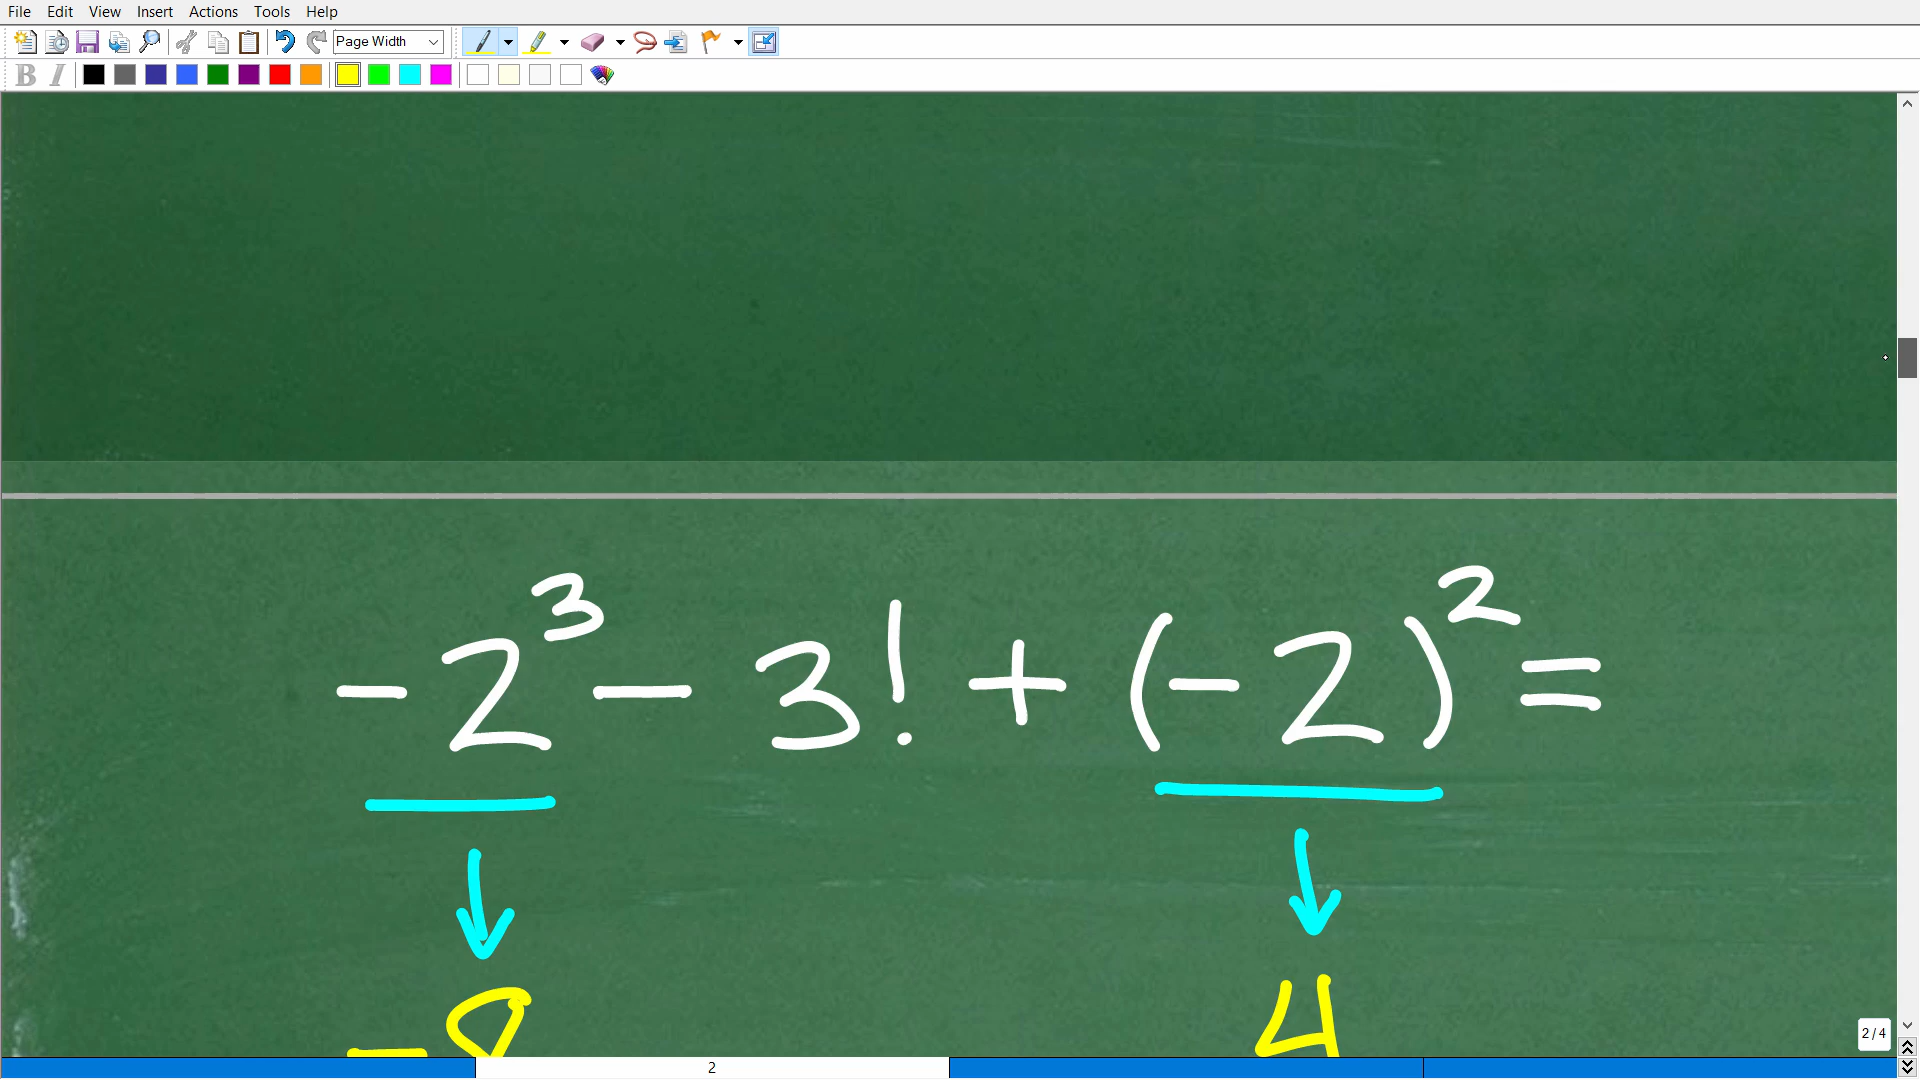 File Edit View Insert Actions Tools Help
Page Width
B I
-2³ - 3! + (-2)² =
-8 4
2 / 4
2